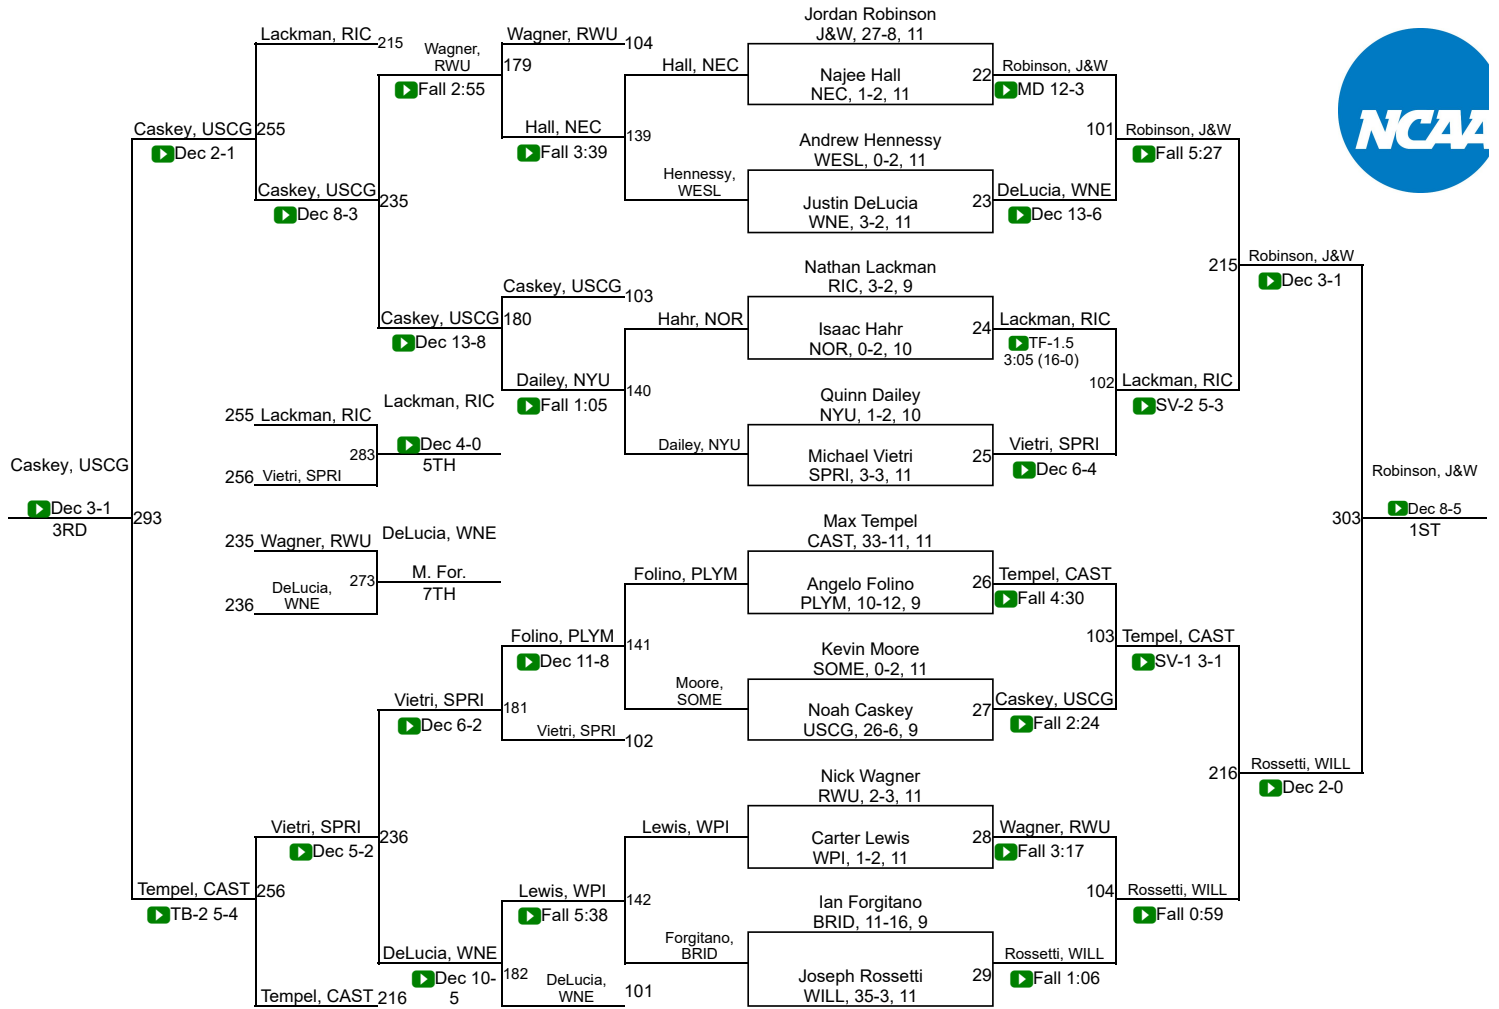 Jordan Robinson
J&W, 27-8, 11
Lackman, RIC
215
Wagner,
RWU
Wagner, RWU
104
179
Fall 2:55
Hall, NEC
Najee Hall
NEC, 1-2, 11
22
Robinson, J&W
MD 12-3
NCAA
Caskey, USCG
255
Dec 2-1
Hall, NEC
139
Fall 3:39
Andrew Hennessy
WESL, 0-2, 11
101
Robinson, J&W
Fall 5:27
Caskey, USCG
235
Dec 8-3
Hennessy,
WESL
Justin DeLucia
WNE, 3-2, 11
23
DeLucia, WNE
Dec 13-6
Nathan Lackman
RIC, 3-2, 9
215
Robinson, J&W
Dec 3-1
Caskey, USCG
103
Caskey, USCG
180
Dec 13-8
Hahr, NOR
Isaac Hahr
NOR, 0-2, 10
24
Lackman, RIC
TF-1.5
3:05 (16-0)
Dailey, NYU
140
Fall 1:05
Quinn Dailey
NYU, 1-2, 10
102
Lackman, RIC
SV-2 5-3
255
Lackman, RIC
Lackman, RIC
283
Dec 4-0
5TH
256
Vietri, SPRI
Dailey, NYU
Michael Vietri
SPRI, 3-3, 11
25
Vietri, SPRI
Dec 6-4
Caskey, USCG
Dec 3-1
3RD
293
Robinson, J&W
303
Dec 8-5
1ST
Max Tempel
CAST, 33-11, 11
235
Wagner, RWU
DeLucia, WNE
273
M. For.
7TH
236
DeLucia,
WNE
Folino, PLYM
Angelo Folino
PLYM, 10-12, 9
26
Tempel, CAST
Fall 4:30
Folino, PLYM
141
Dec 11-8
Kevin Moore
SOME, 0-2, 11
103
Tempel, CAST
SV-1 3-1
Vietri, SPRI
181
Dec 6-2
Vietri, SPRI
102
Moore,
SOME
Noah Caskey
USCG, 26-6, 9
27
Caskey, USCG
Fall 2:24
Nick Wagner
RWU, 2-3, 11
216
Rossetti, WILL
Dec 2-0
Vietri, SPRI
236
Dec 5-2
Lewis, WPI
Carter Lewis
WPI, 1-2, 11
28
Wagner, RWU
Fall 3:17
Tempel, CAST
256
TB-2 5-4
Lewis, WPI
142
Fall 5:38
Ian Forgitano
BRID, 11-16, 9
104
Rossetti, WILL
Fall 0:59
DeLucia, WNE
182
Dec 10-
5
Forgitano,
BRID
Joseph Rossetti
WILL, 35-3, 11
29
Rossetti, WILL
Fall 1:06
Tempel, CAST
216
DeLucia,
WNE
101